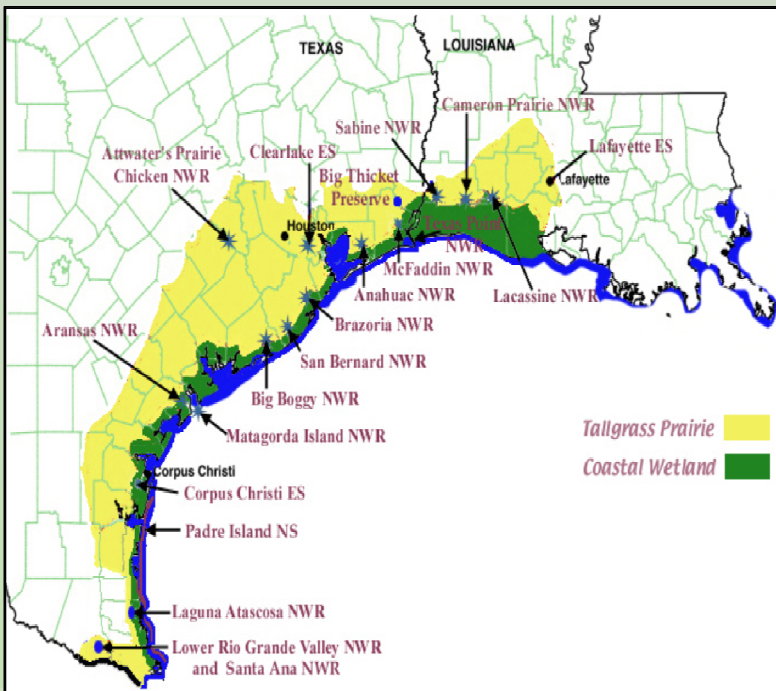 TEXAS
LOUISIANA
Cameron Prairie NWR
Sabine NWR
Lafayette ES
Attwater's Prairie
Chicken NWR
Clearlake ES
Big Thicket
Preserve
Lafayette
Houston
Texas Point
NWR
McFaddin NWR
Anahuac NWR
Lacassine NWR
Brazoria NWR
Aransas NWR
San Bernard NWR
Big Boggy NWR
Matagorda Island NWR
Tallgrass Prairie
Coastal Wetland
Corpus Christi
Corpus Christi ES
Padre Island NS
Laguna Atascosa NWR
Lower Rio Grande Valley NWR
and Santa Ana NWR